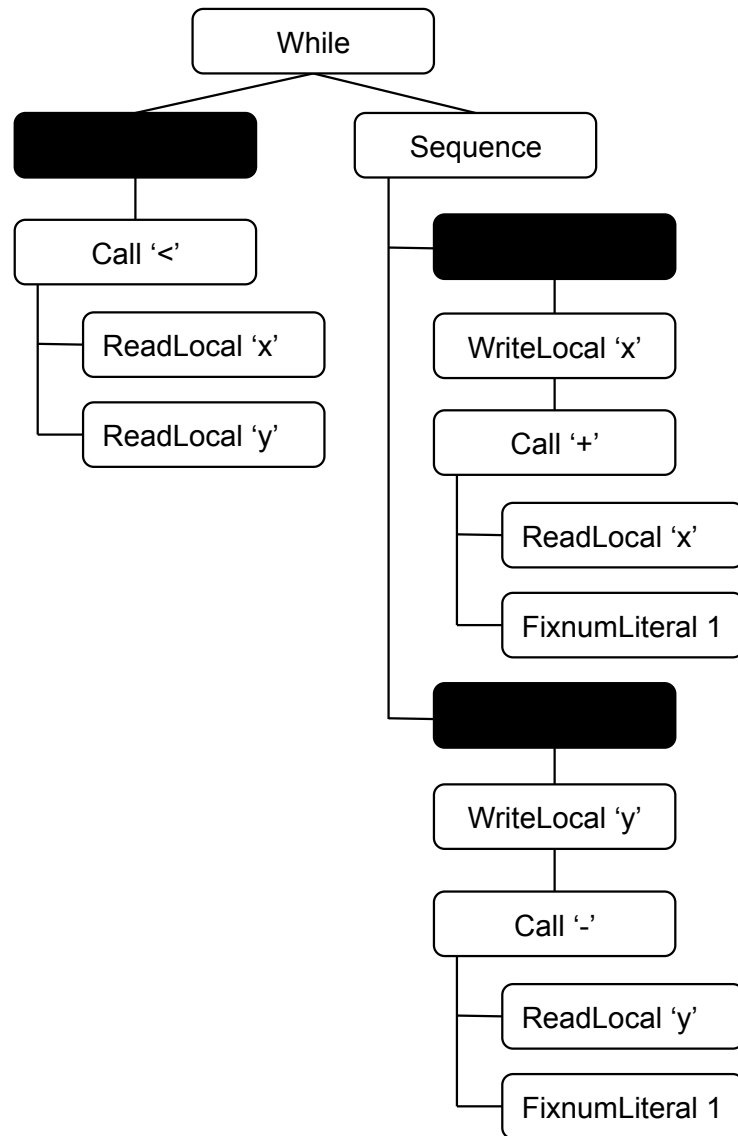 While
Sequence
Call ‘<’
ReadLocal ‘x’
ReadLocal ‘y’
WriteLocal ‘x’
Call ‘+’
ReadLocal ‘x’
FixnumLiteral 1
WriteLocal ‘y’
Call ‘-’
ReadLocal ‘y’
FixnumLiteral 1